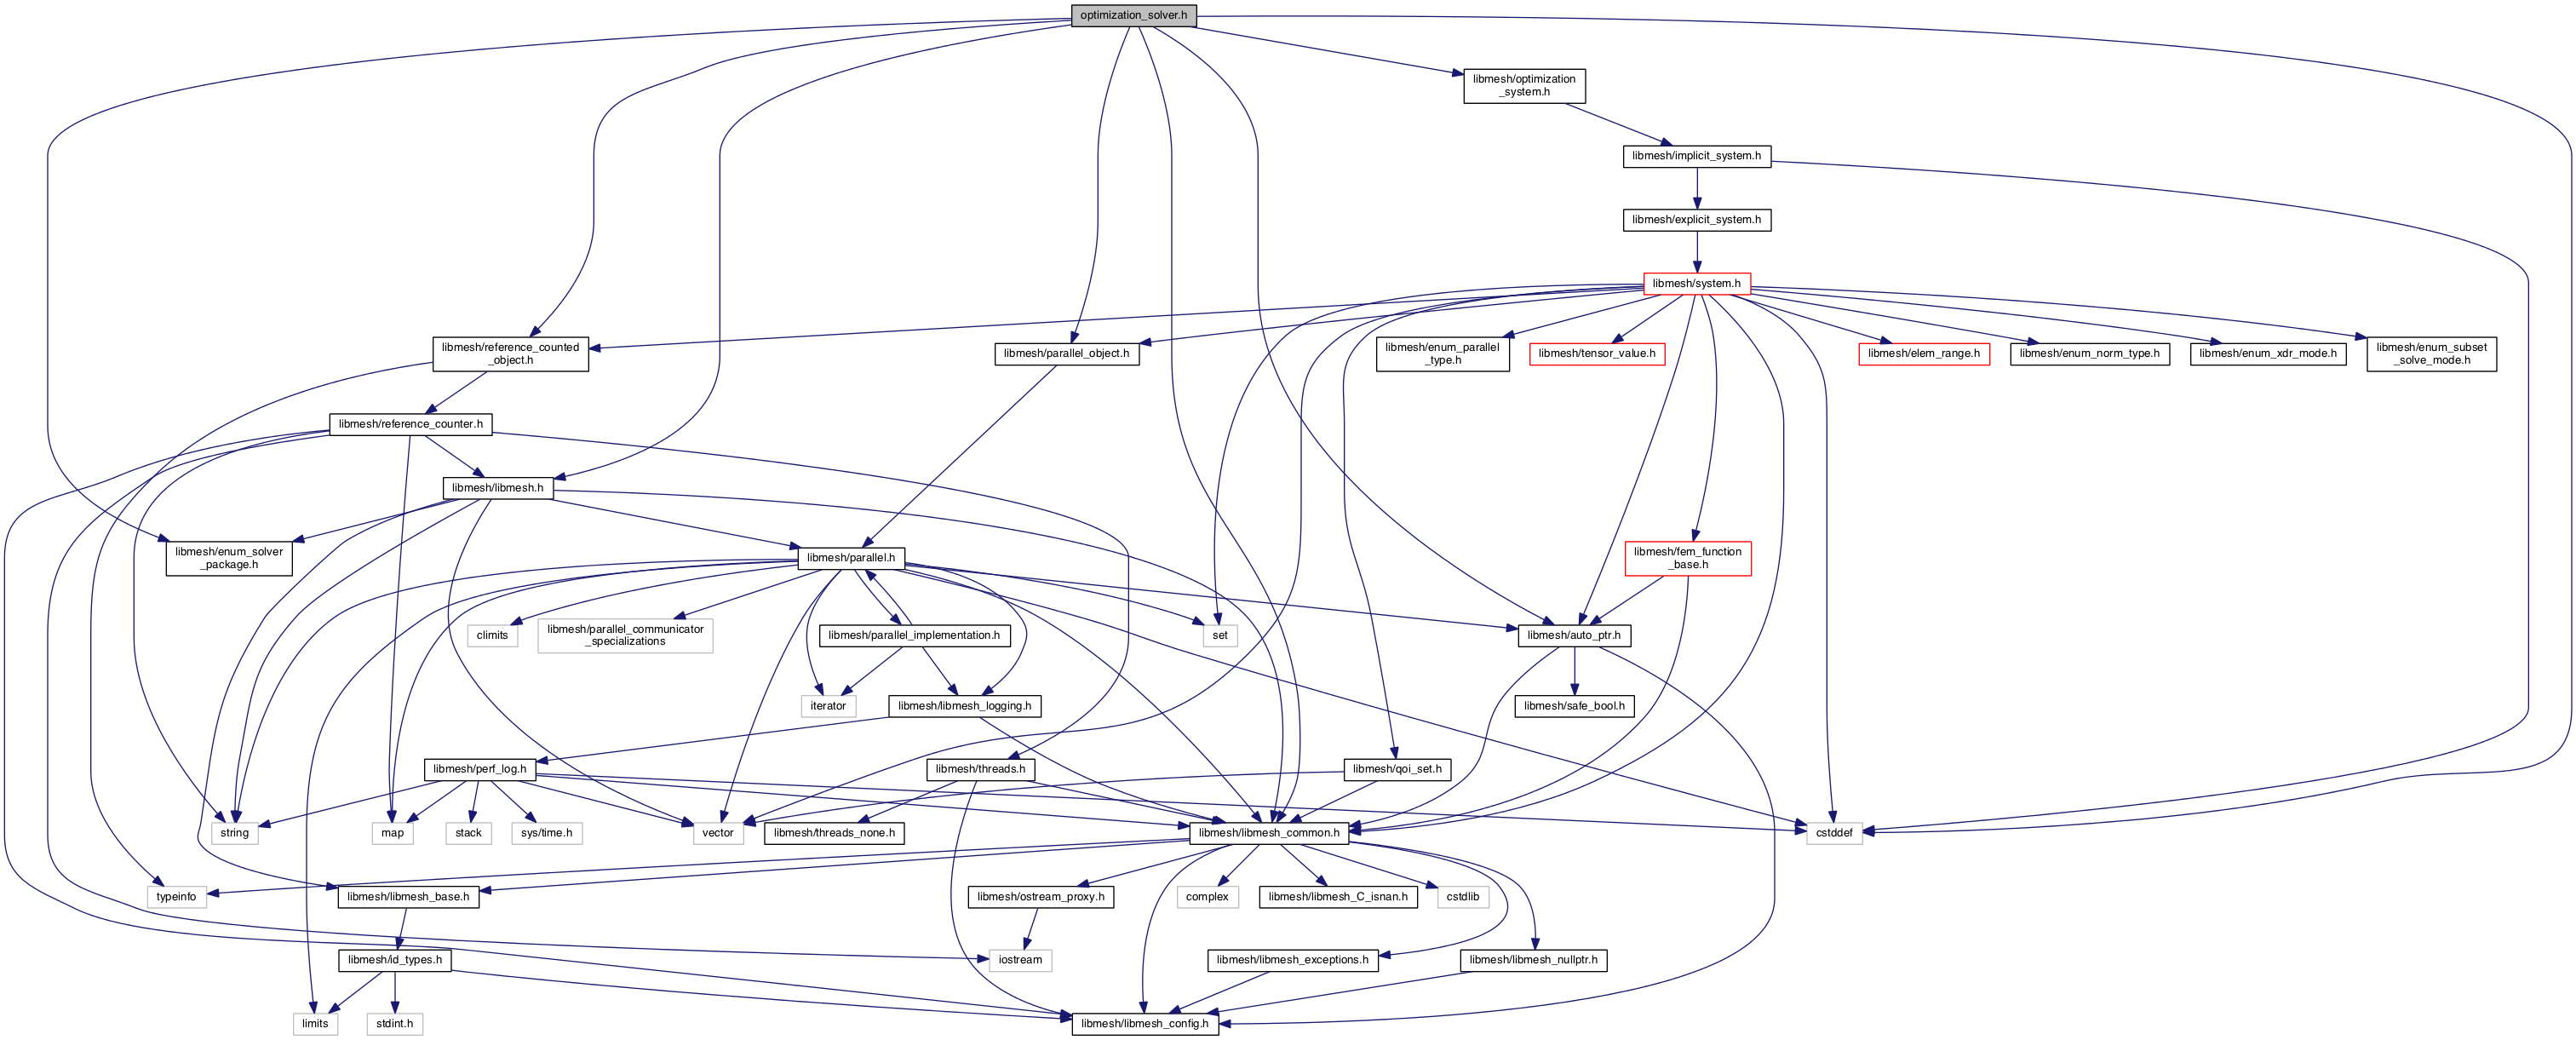 optimization_solver.h
libmesh/optimization
_system.h
libmesh/implicit_system.h
libmesh/explicit_system.h
libmesh/system.h
libmesh/reference_counted
_object.h
libmesh/parallel_object.h
libmesh/enum_parallel
_type.h
libmesh/tensor_value.h
libmesh/elem_range.h
libmesh/enum_norm_type.h
libmesh/enum_xdr_mode.h
libmesh/enum_subset
_solve_mode.h
libmesh/reference_counter.h
libmesh/libmesh.h
libmesh/enum_solver
_package.h
libmesh/parallel.h
libmesh/fem_function
_base.h
climits
libmesh/parallel_communicator
_specializations
libmesh/parallel_implementation.h
set
libmesh/auto_ptr.h
iterator
libmesh/libmesh_logging.h
libmesh/safe_bool.h
libmesh/perf_log.h
libmesh/threads.h
libmesh/qoi_set.h
string
map
stack
sys/time.h
vector
libmesh/threads_none.h
libmesh/libmesh_common.h
cstddef
typeinfo
libmesh/libmesh_base.h
libmesh/ostream_proxy.h
complex
libmesh/libmesh_C_isnan.h
cstdlib
libmesh/id_types.h
iostream
libmesh/libmesh_exceptions.h
libmesh/libmesh_nullptr.h
limits
stdint.h
libmesh/libmesh_config.h